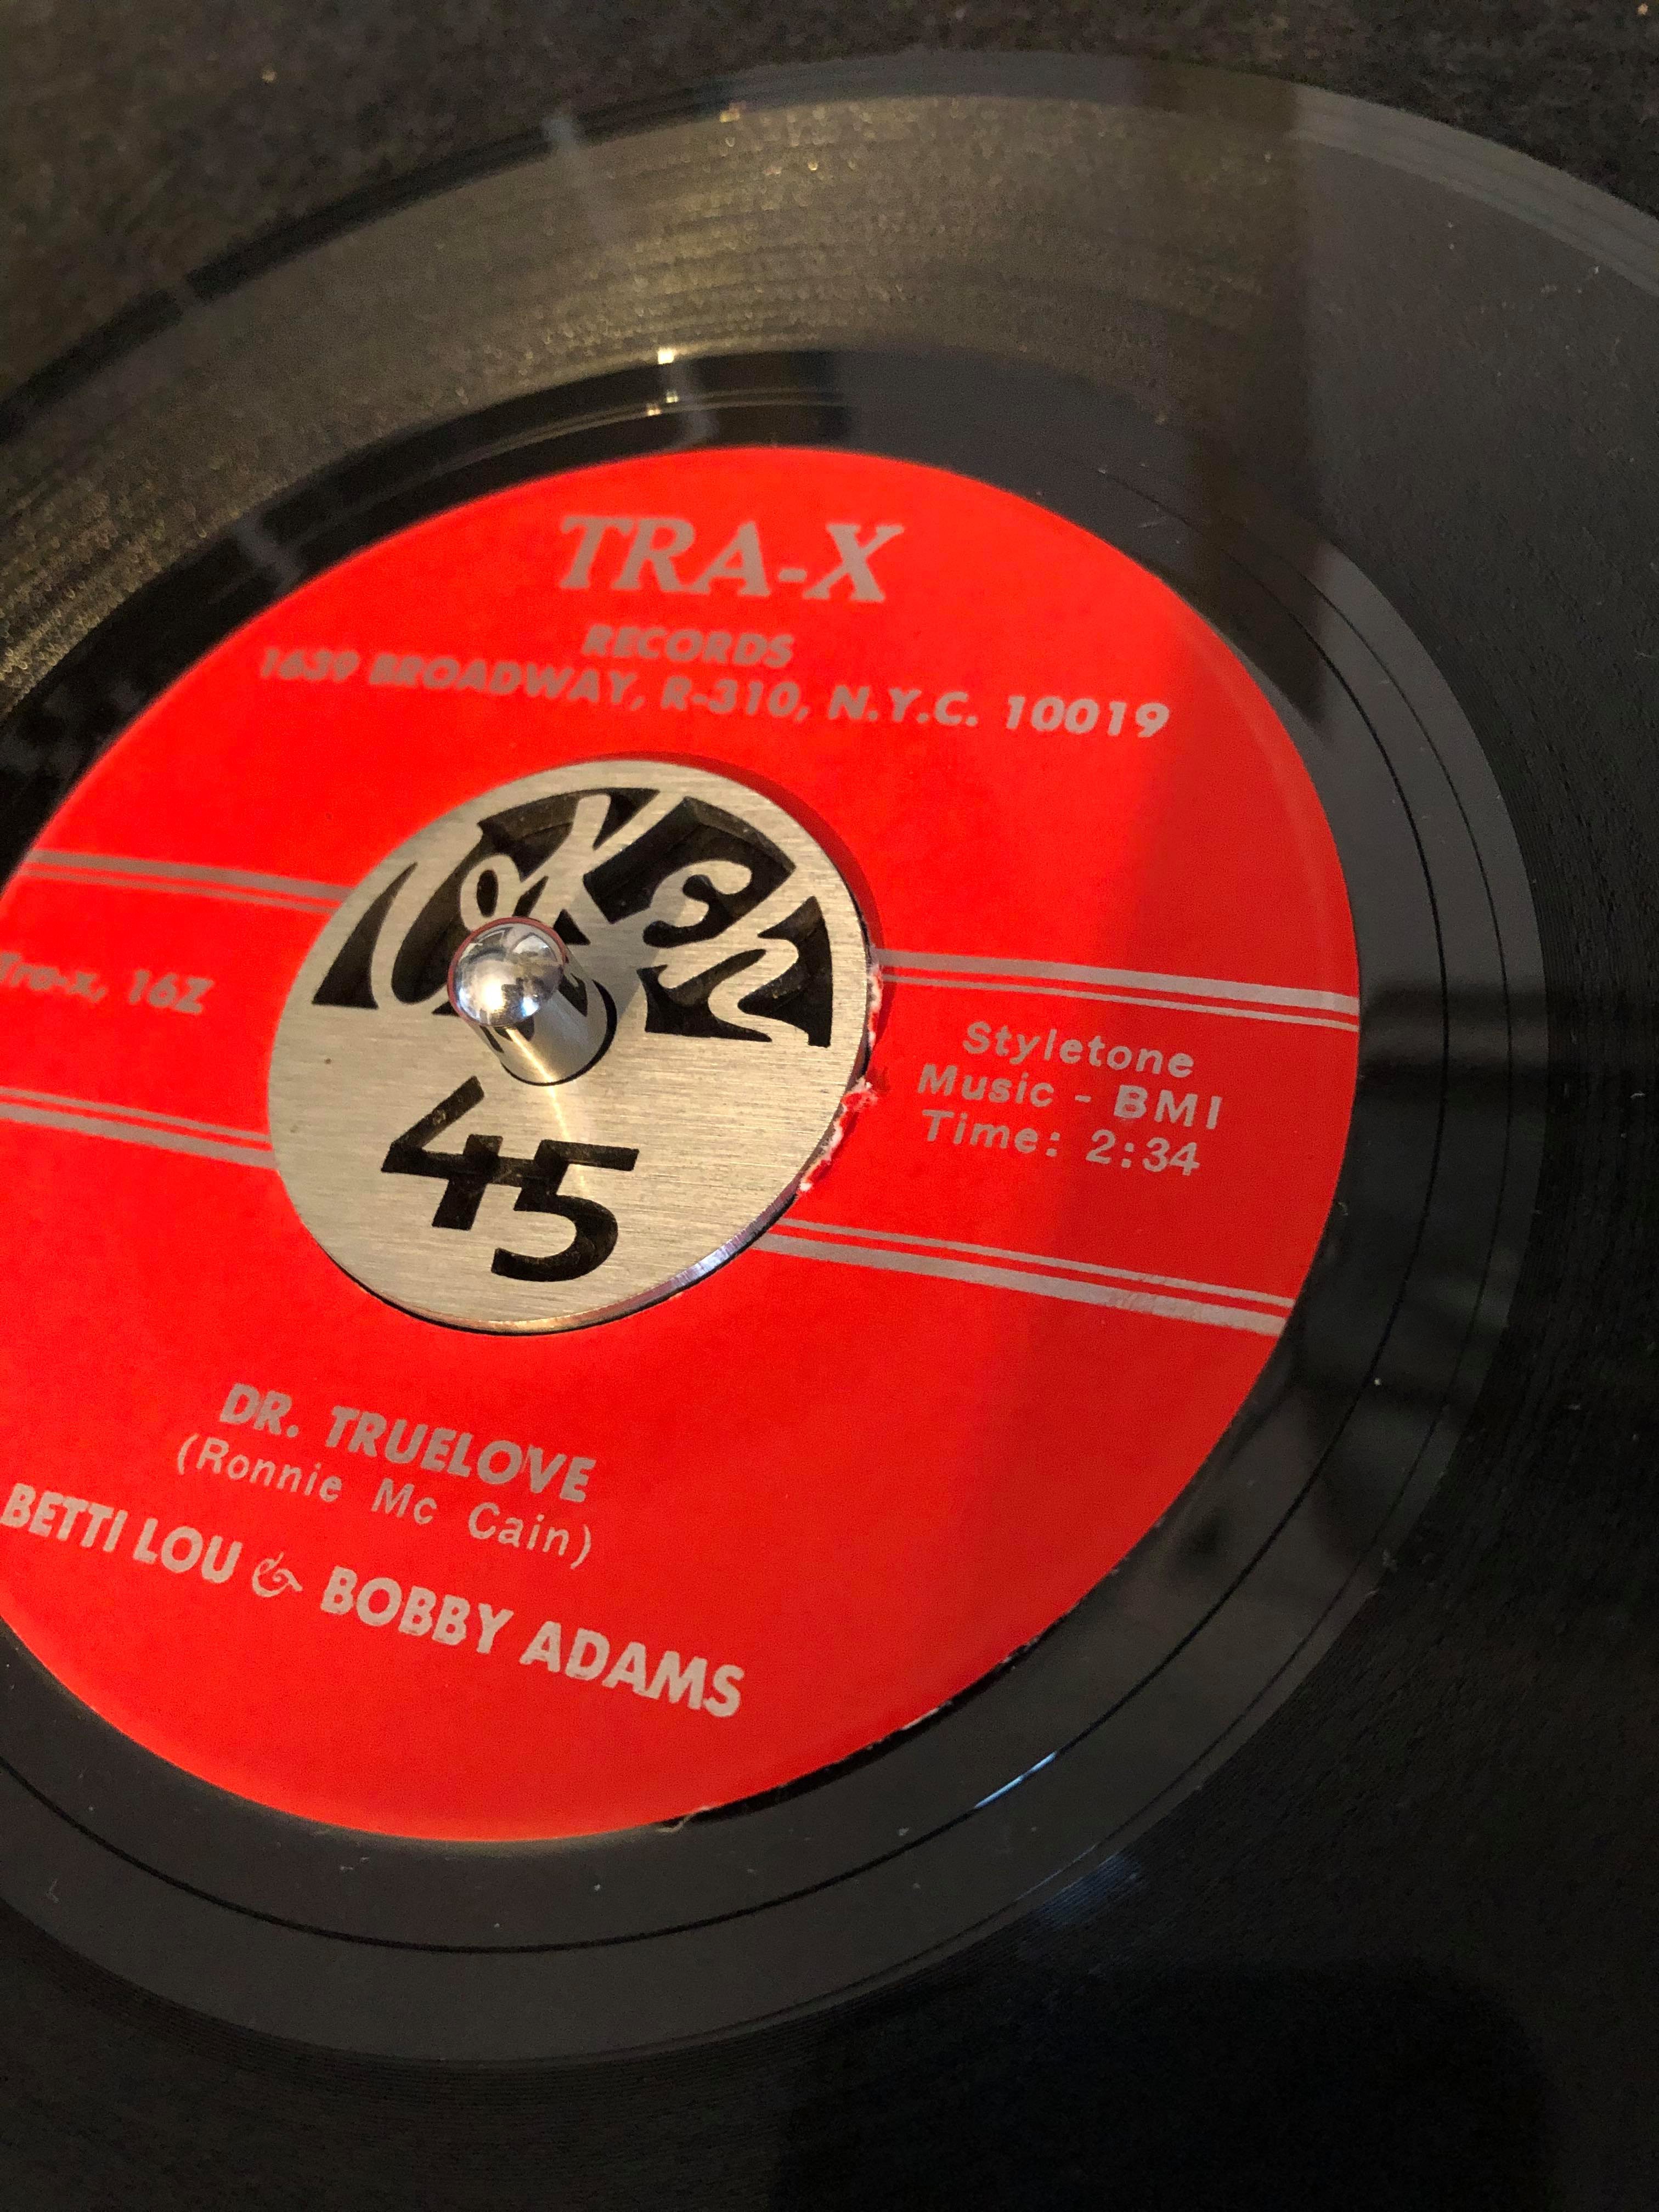 TRA-X
RECORDS
1639 BROADWAY, R-310, N.Y.C. 10019
ToKen
45
Tra-x, 16Z
Styletone
Music - BMI
Time: 2:34
DR. TRUELOVE
(Ronnie Mc Cain)
BETTI LOU & BOBBY ADAMS